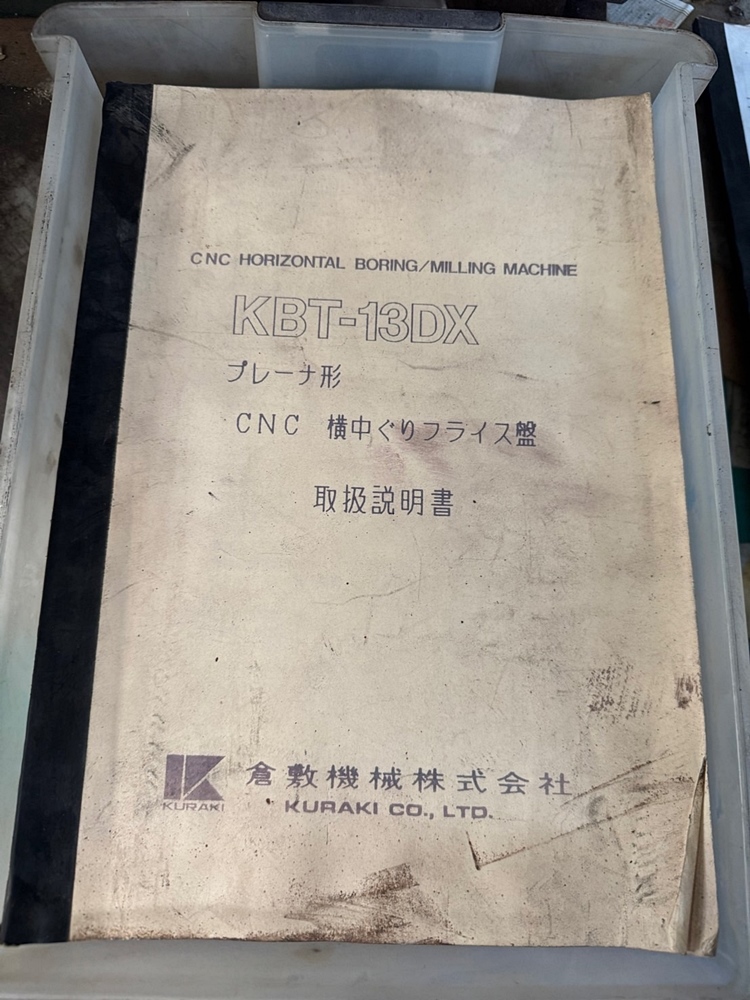 CNC HORIZONTAL BORING/MILLING MACHINE
KBT-13DX
プレーナ形
CNC 横中ぐりフライス盤
取扱説明書
KURAKI
倉敷機械株式会社
KURAKI CO., LTD.